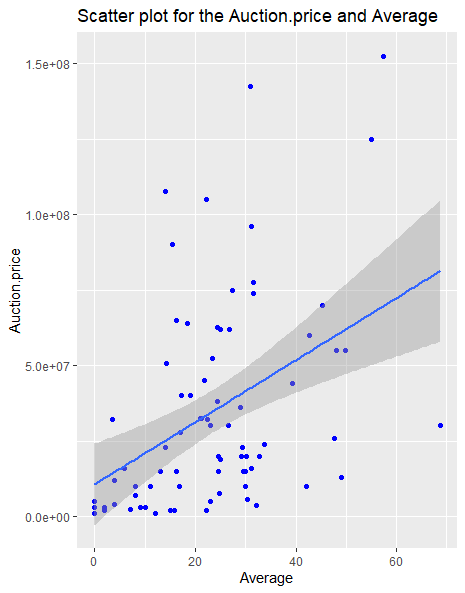 Scatter plot for the Auction.price and Average
1.5e+08
1.0e+08
5.0e+07
0.0e+00
Auction.price
0 20 40 60
Average